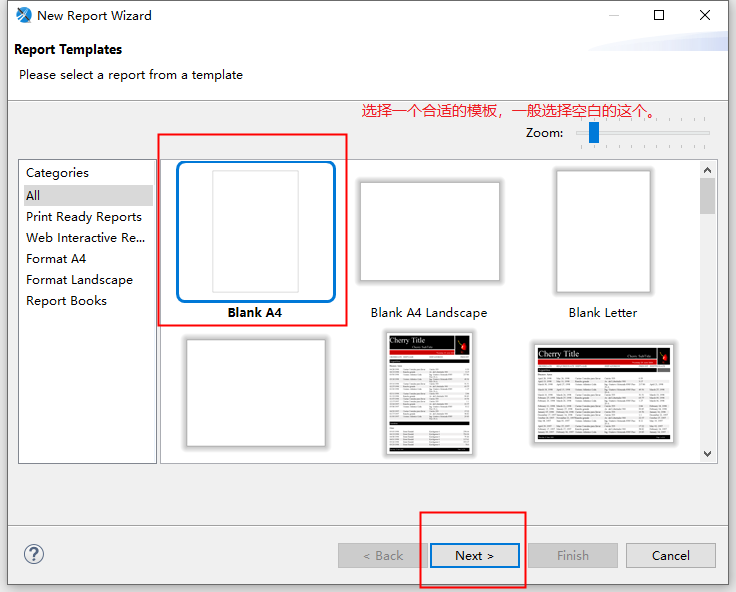 New Report Wizard
Report Templates
Please select a report from a template
选择一个合适的模板，一般选择空白的这个。
Zoom:
Categories
All
Print Ready Reports
Web Interactive Re...
Format A4
Format Landscape
Report Books
Blank A4
Blank A4 Landscape
Blank Letter
Cherry Title
Cherry Title
?
< Back
Next >
Finish
Cancel